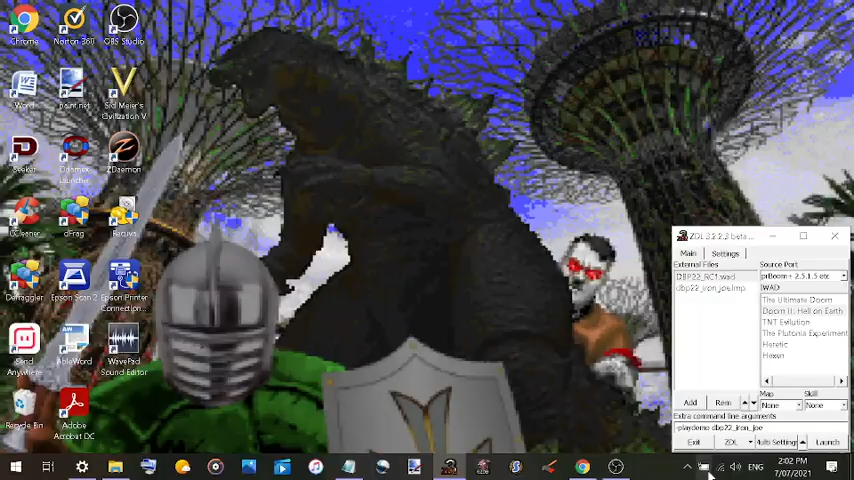 Chrome
Norton 360
OBS Studio
Word
paint.net
Sid Meier's
Civilization V
Seeker
Doomsday
Launcher
ZDaemon
CCleaner
dFrag
Recuva
Defraggler
Epson Scan 2
Epson Printer
Connection...
Send
Anywhere
AbleWord
WavePad
Sound Editor
Recycle Bin
Adobe
Acrobat DC
ZDL 3.2.2.3 beta ...
Main
Settings
External Files
DBP22_RC1.wad
dbp22_iron_joe.lmp
Source Port
prBoom+ 2.5.1.5 etc
IWAD
The Ultimate Doom
Doom II: Hell on Earth
TNT Evilution
The Plutonia Experiment
Heretic
Hexen
Add
Rem
Map
None
Skill
None
Extra command line arguments
-playdemo dbp22_iron_joe
Exit
ZDL
Multi Settings
Launch
ENG
2:02 PM
7/07/2021